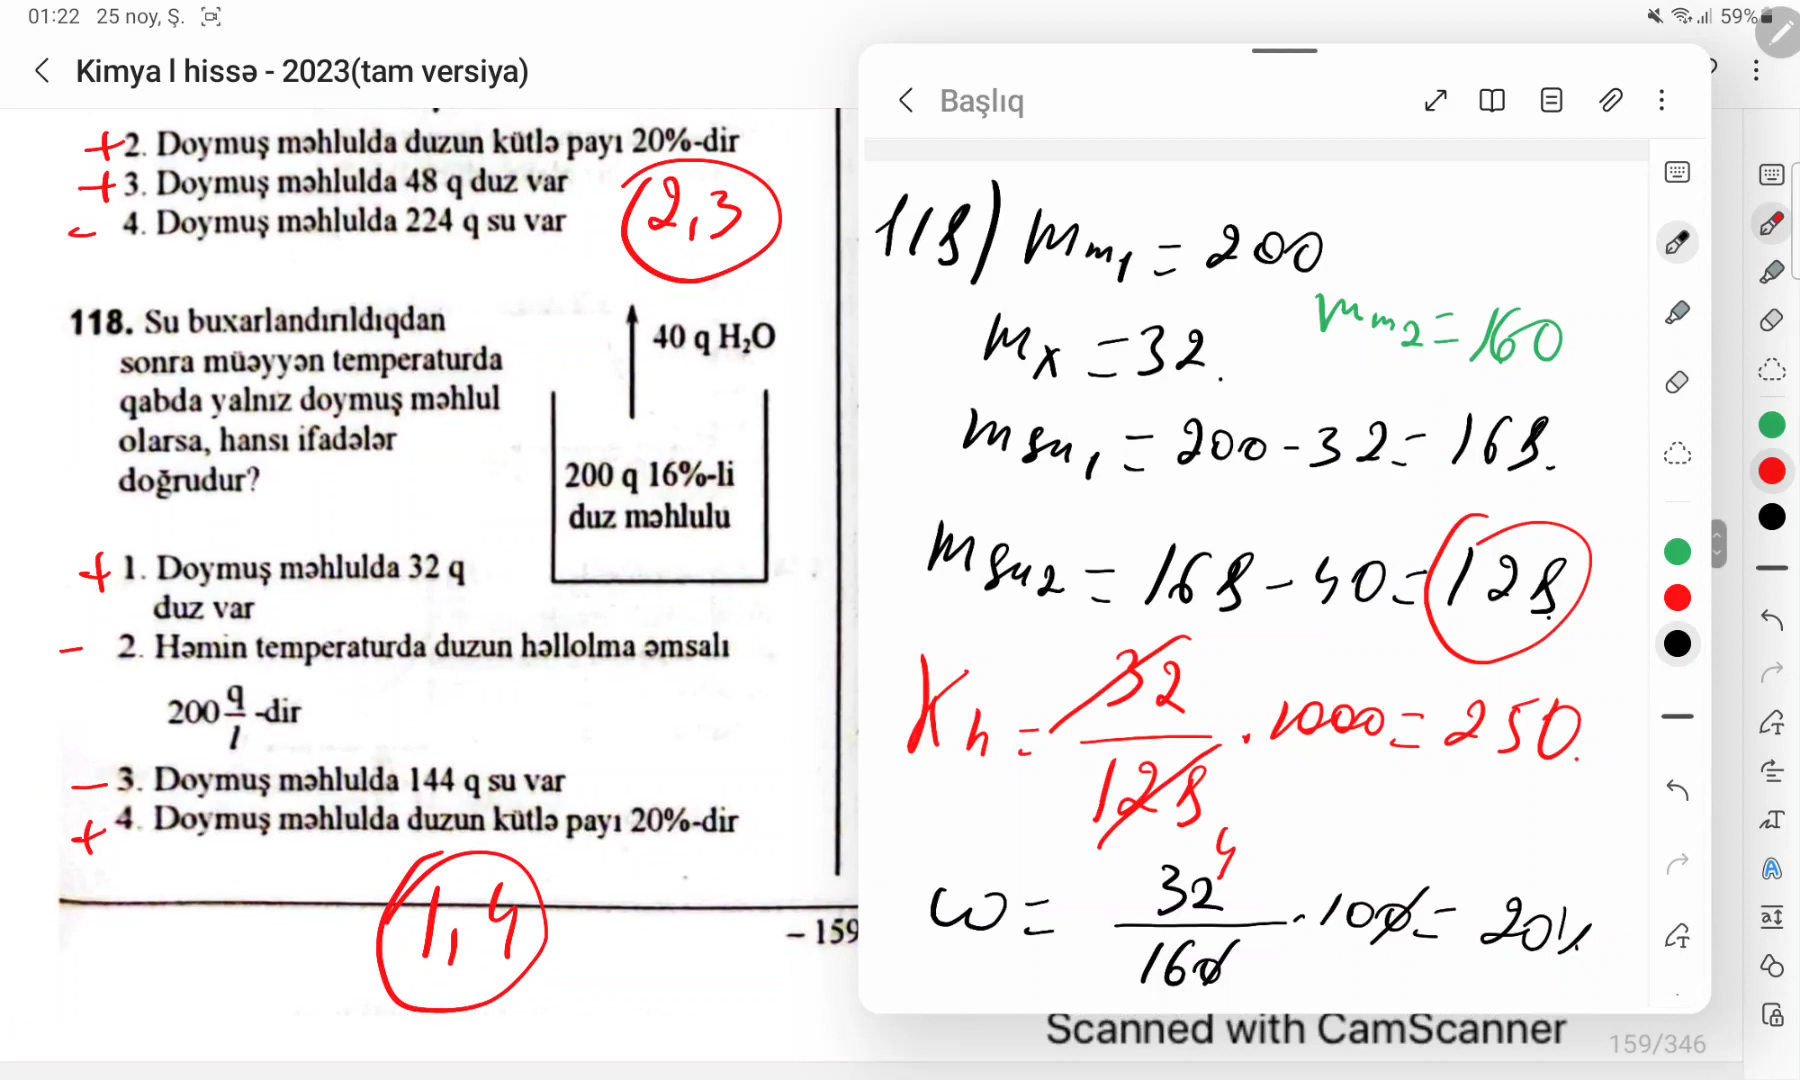 01:22 25 noy, Ş.
59%
Kimya I hissə - 2023(tam versiya)
+2. Doymuş məhlulda duzun kütlə payı 20%-dir
+3. Doymuş məhlulda 48 q duz var
- 4. Doymuş məhlulda 224 q su var
2,3
118. Su buxarlandırıldıqdan
sonra müəyyən temperaturda
qabda yalnız doymuş məhlul
olarsa, hansı ifadələr
doğrudur?
40 q H₂O
200 q 16%-li
duz məhlulu
+ 1. Doymuş məhlulda 32 q
duz var
- 2. Həmin temperaturda duzun həllolma əmsalı
200 q/l -dir
- 3. Doymuş məhlulda 144 q su var
+ 4. Doymuş məhlulda duzun kütlə payı 20%-dir
1,4
- 159
Başlıq
118) mm1 = 200
mm2 = 160
mx = 32.
msu1 = 200 - 32 = 168.
msu2 = 168 - 40 = 128
Kh = 32/128 · 1000 = 250.
4
ω = 32/160 · 100 = 20%
Scanned with CamScanner
159/346